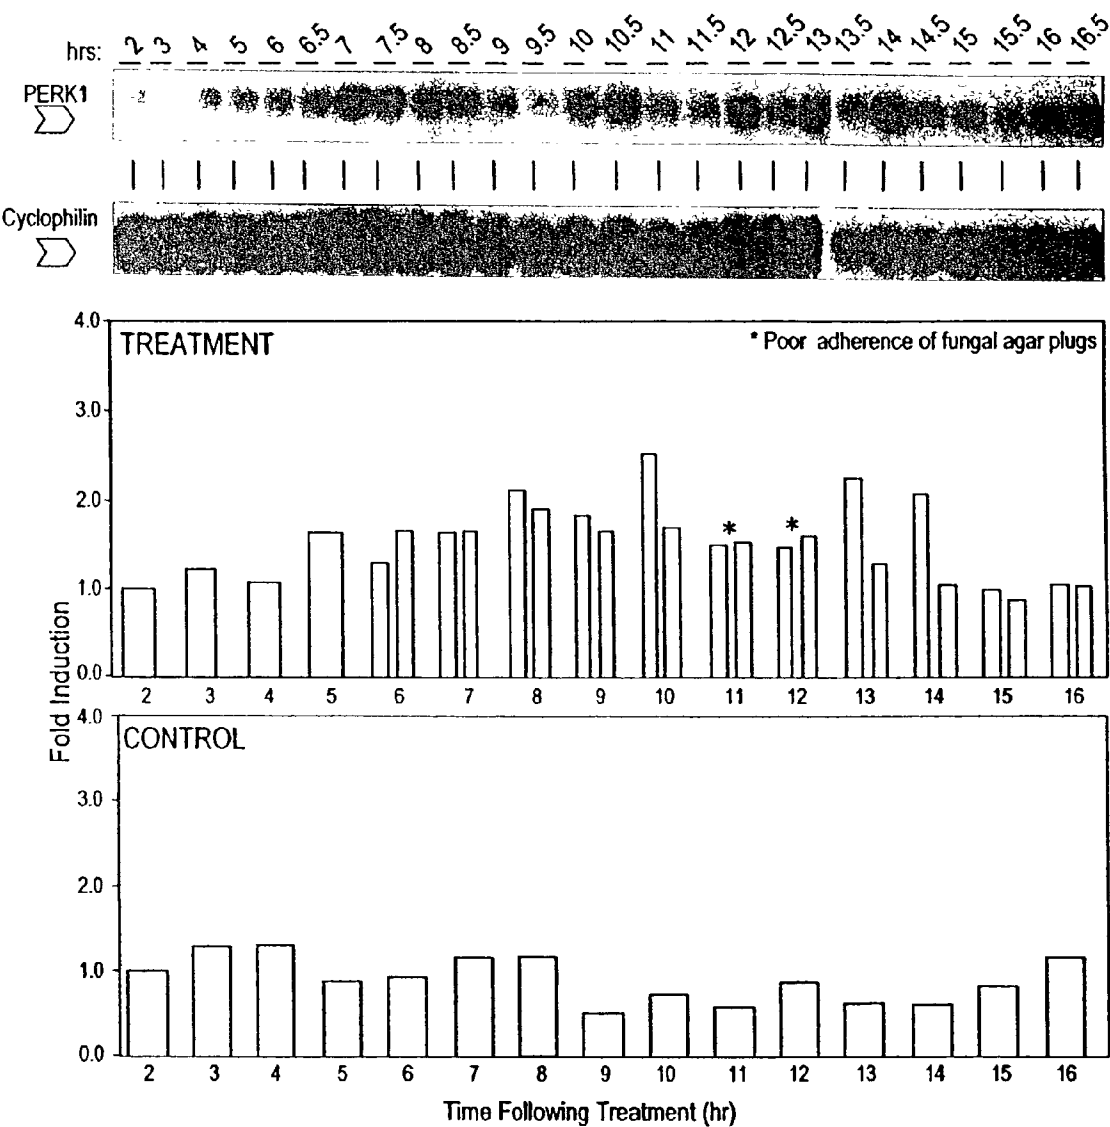 hrs: 2 3 4 5 6 6.5 7 7.5 8 8.5 9 9.5 10 10.5 11 11.5 12 12.5 13 13.5 14 14.5 15 15.5 16 16.5
PERK1
Cyclophilin
TREATMENT
* Poor adherence of fungal agar plugs
4.0
3.0
2.0
1.0
0.0
* *
2 3 4 5 6 7 8 9 10 11 12 13 14 15 16
Fold Induction
CONTROL
4.0
3.0
2.0
1.0
0.0
2 3 4 5 6 7 8 9 10 11 12 13 14 15 16
Time Following Treatment (hr)